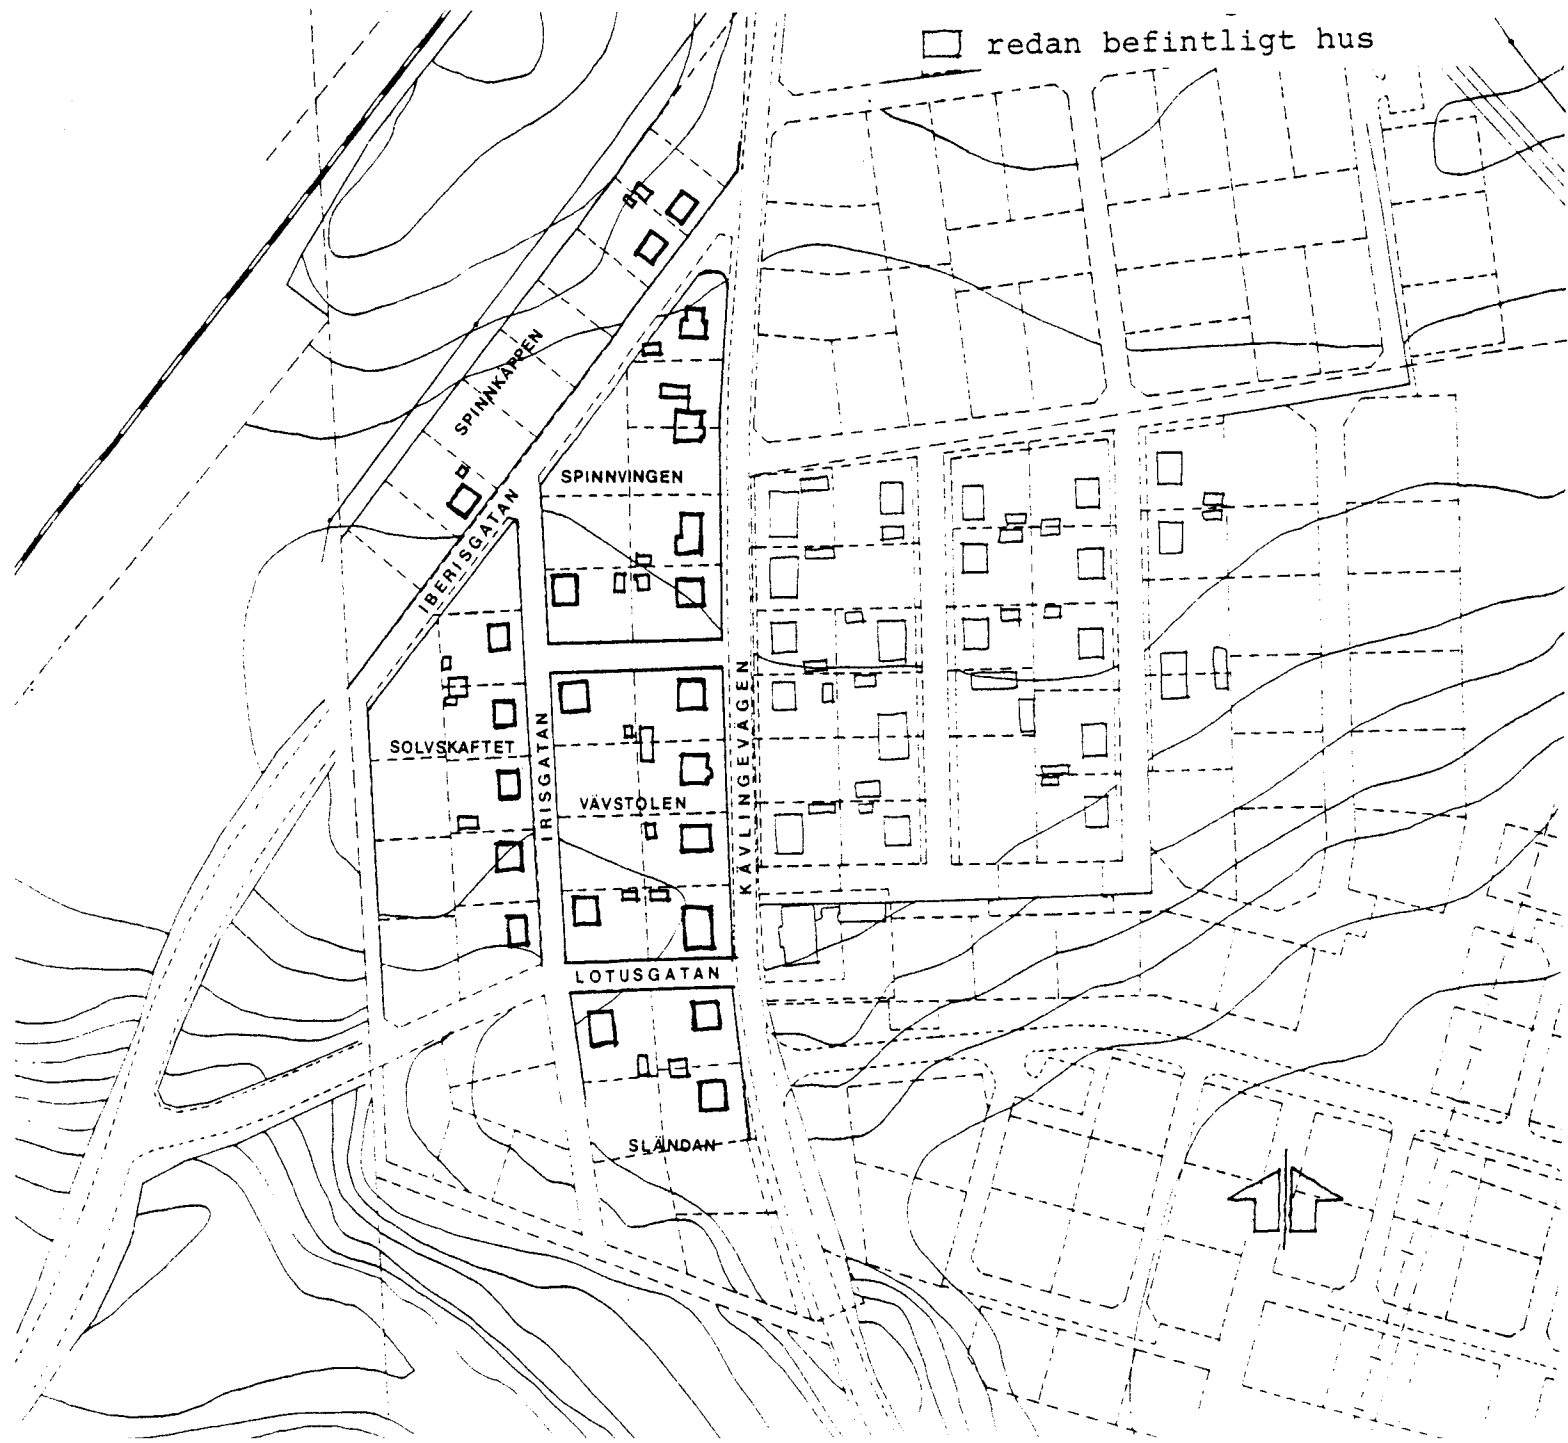 redan befintligt hus
SPINNKÄPPEN
SPINNVINGEN
IBERISGATAN
SOLVSKAFTET
IRISGATAN
VÄVSTOLEN
KÄVLINGEVÄGEN
LOTUSGATAN
SLÄNDAN